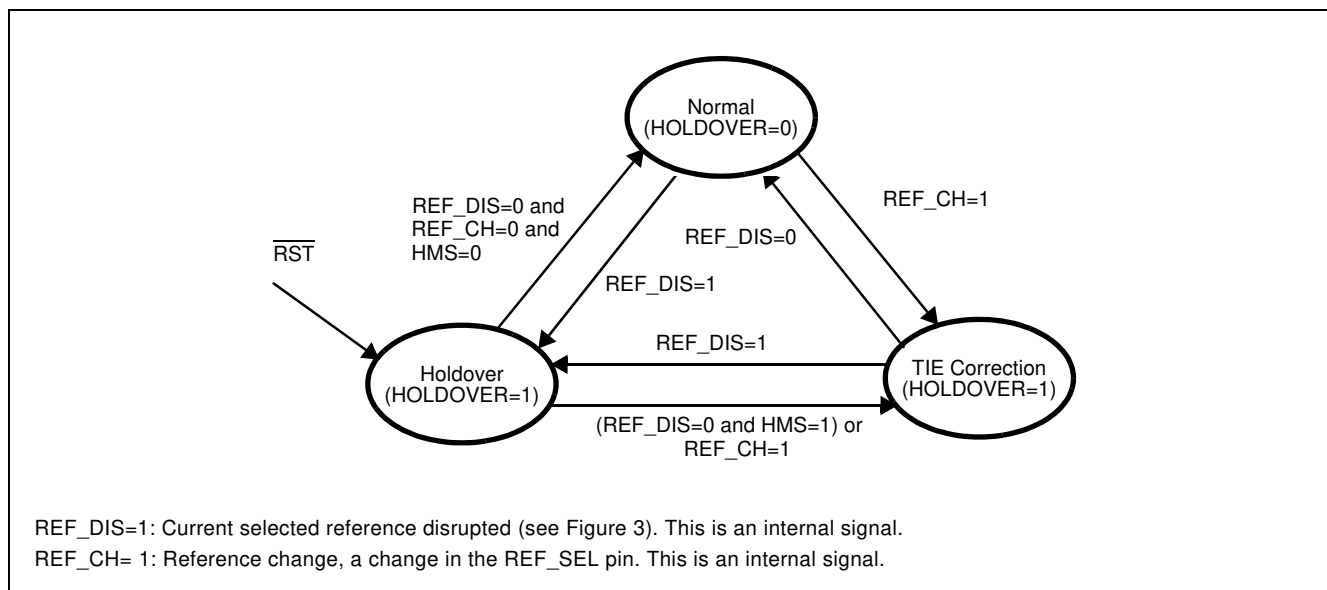 Normal
(HOLDOVER=0)
REF_DIS=0 and
REF_CH=0 and
HMS=0
REF_CH=1
REF_DIS=0
RST
REF_DIS=1
REF_DIS=1
Holdover
(HOLDOVER=1)
TIE Correction
(HOLDOVER=1)
(REF_DIS=0 and HMS=1) or
REF_CH=1
REF_DIS=1: Current selected reference disrupted (see Figure 3). This is an internal signal.
REF_CH= 1: Reference change, a change in the REF_SEL pin. This is an internal signal.